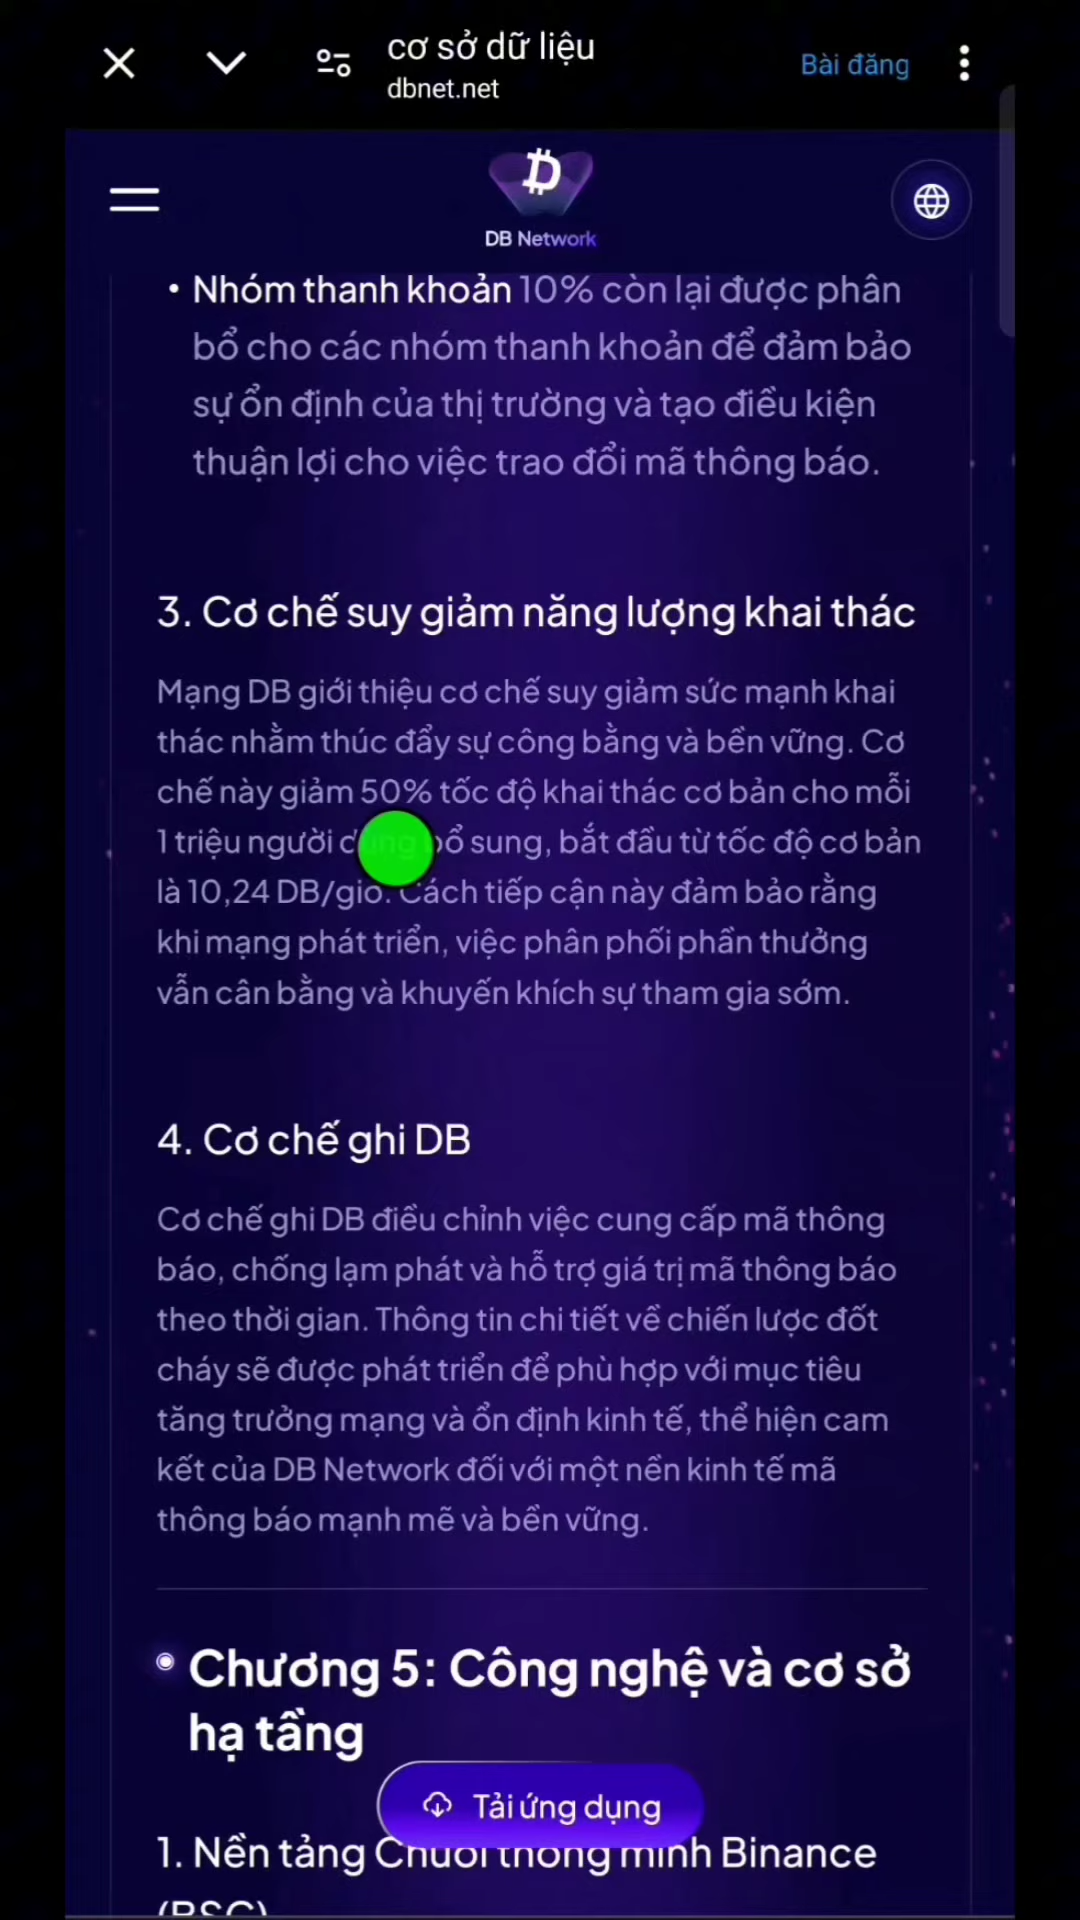 cơ sở dữ liệu
dbnet.net
Bài đăng
DB Network
• Nhóm thanh khoản 10% còn lại được phân
bổ cho các nhóm thanh khoản để đảm bảo
sự ổn định của thị trường và tạo điều kiện
thuận lợi cho việc trao đổi mã thông báo.
3. Cơ chế suy giảm năng lượng khai thác
Mạng DB giới thiệu cơ chế suy giảm sức mạnh khai
thác nhằm thúc đẩy sự công bằng và bền vững. Cơ
chế này giảm 50% tốc độ khai thác cơ bản cho mỗi
1 triệu người dùng bổ sung, bắt đầu từ tốc độ cơ bản
là 10,24 DB/giờ. Cách tiếp cận này đảm bảo rằng
khi mạng phát triển, việc phân phối phần thưởng
vẫn cân bằng và khuyến khích sự tham gia sớm.
4. Cơ chế ghi DB
Cơ chế ghi DB điều chỉnh việc cung cấp mã thông
báo, chống lạm phát và hỗ trợ giá trị mã thông báo
theo thời gian. Thông tin chi tiết về chiến lược đốt
cháy sẽ được phát triển để phù hợp với mục tiêu
tăng trưởng mạng và ổn định kinh tế, thể hiện cam
kết của DB Network đối với một nền kinh tế mã
thông báo mạnh mẽ và bền vững.
Chương 5: Công nghệ và cơ sở
hạ tầng
Tải ứng dụng
1. Nền tảng Chuỗi thông minh Binance
(BSC)